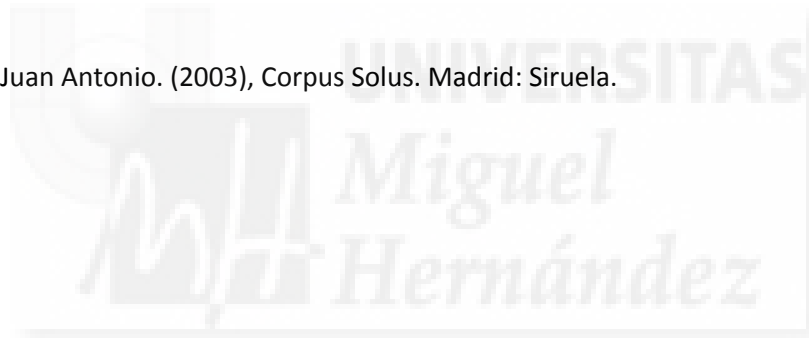 Juan Antonio. (2003), Corpus Solus. Madrid: Siruela.
UNIVERSITAS
Miguel
Hernández